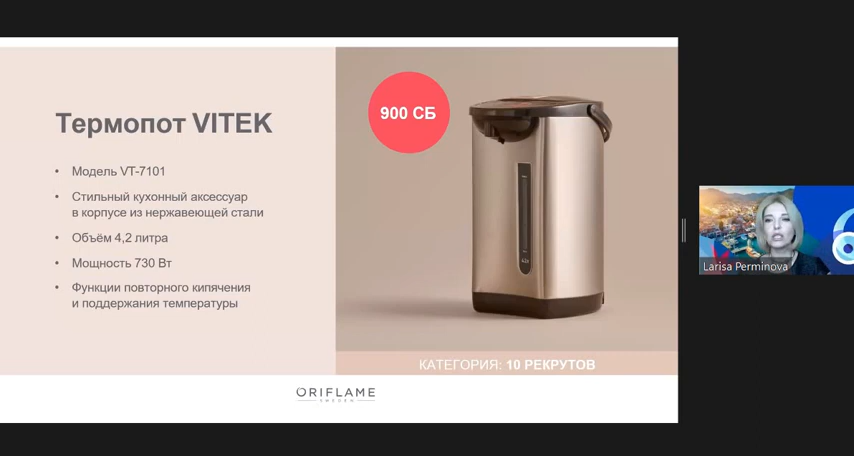 Термопот VITEK
• Модель VT-7101
• Стильный кухонный аксессуар
в корпусе из нержавеющей стали
• Объём 4,2 литра
• Мощность 730 Вт
• Функции повторного кипячения
и поддержания температуры
900 СБ
КАТЕГОРИЯ: 10 РЕКРУТОВ
ORIFLAME
SWEDEN
Larisa Perminova